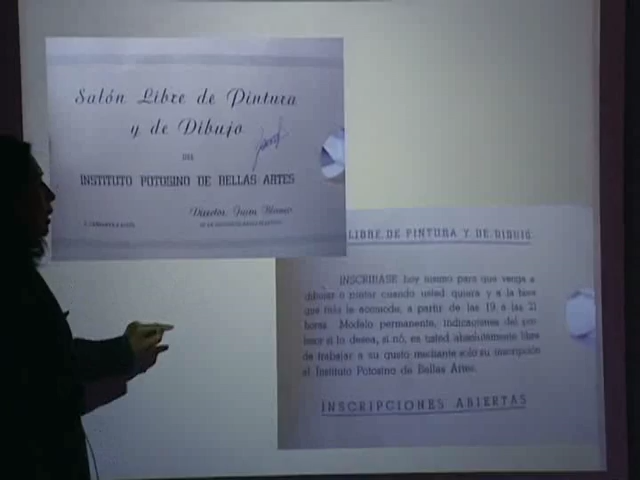 Salón Libre de Pintura
y de Dibujo
DEL
INSTITUTO POTOSINO DE BELLAS ARTES
Director,
LIBRE DE PINTURA Y DE DIBUJO
INSCRIBASE hoy mismo para que venga a
dibujar o pintar cuando usted quiera y a la hora
que más le acomode, a partir de las 19 a las 21
horas. Modelo permanente, indicaciones del pro-
fesor si lo desea, si nó, es usted absolutamente libre
de trabajar a su gusto mediante solo su inscripción
al Instituto Potosino de Bellas Artes.
INSCRIPCIONES ABIERTAS